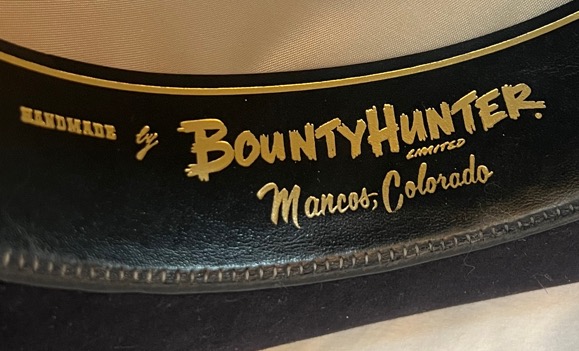 HANDMADE by BOUNTYHUNTER.
LIMITED
Mancos, Colorado